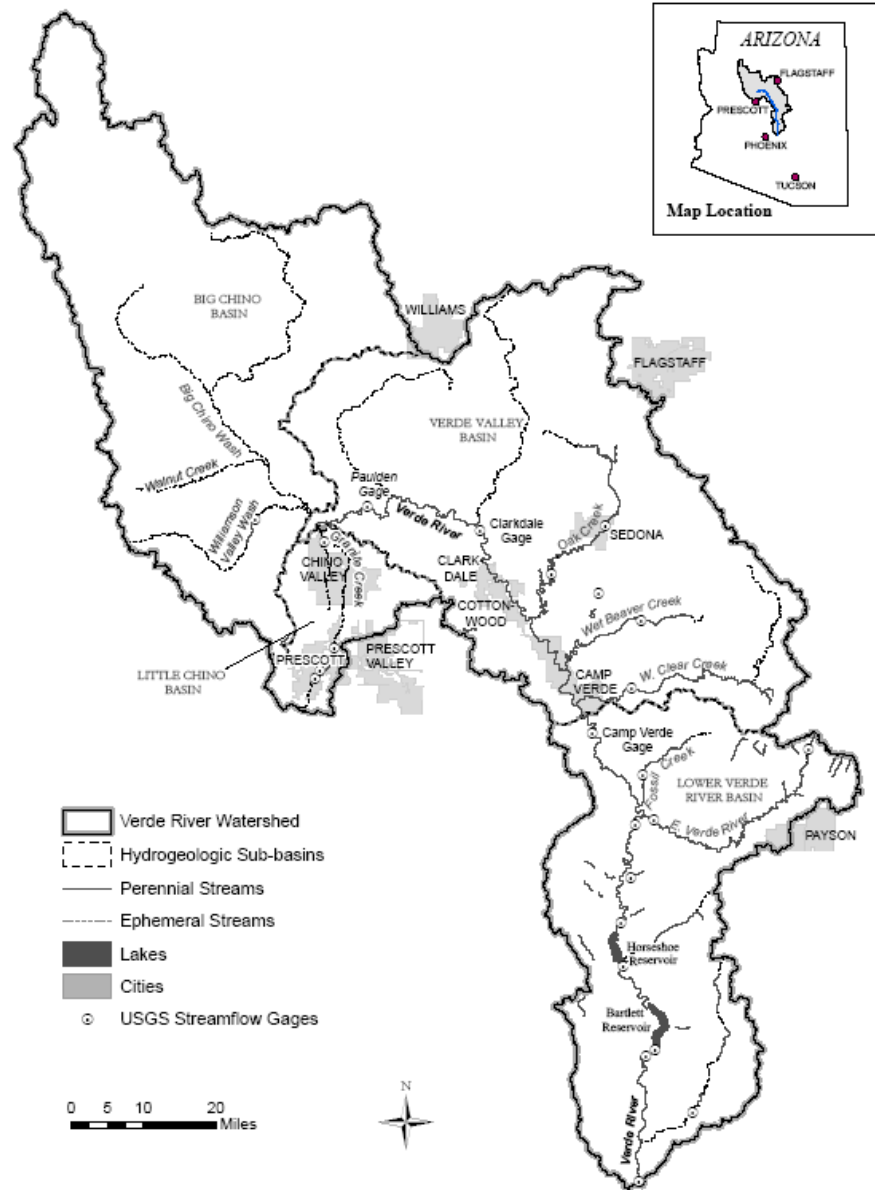 ARIZONA
FLAGSTAFF
PRESCOTT
PHOENIX
TUCSON
Map Location
BIG CHINO
BASIN
WILLIAMS
FLAGSTAFF
VERDE VALLEY
BASIN
Big Chino Wash
Walnut Creek
Williamson
Valley Wash
Paulden
Gage
Verde River
Clarkdale
Gage
Oak Creek
SEDONA
Granite Creek
CHINO
VALLEY
CLARK
DALE
COTTON-
WOOD
Wet Beaver Creek
PRESCOTT
PRESCOTT
VALLEY
LITTLE CHINO
BASIN
CAMP
VERDE
W. Clear Creek
Camp Verde
Gage
Fossil Creek
LOWER VERDE
RIVER BASIN
E. Verde River
PAYSON
Horseshoe
Reservoir
Bartlett
Reservoir
Verde River
Verde River Watershed
Hydrogeologic Sub-basins
Perennial Streams
Ephemeral Streams
Lakes
Cities
USGS Streamflow Gages
N
0 5 10 20
Miles